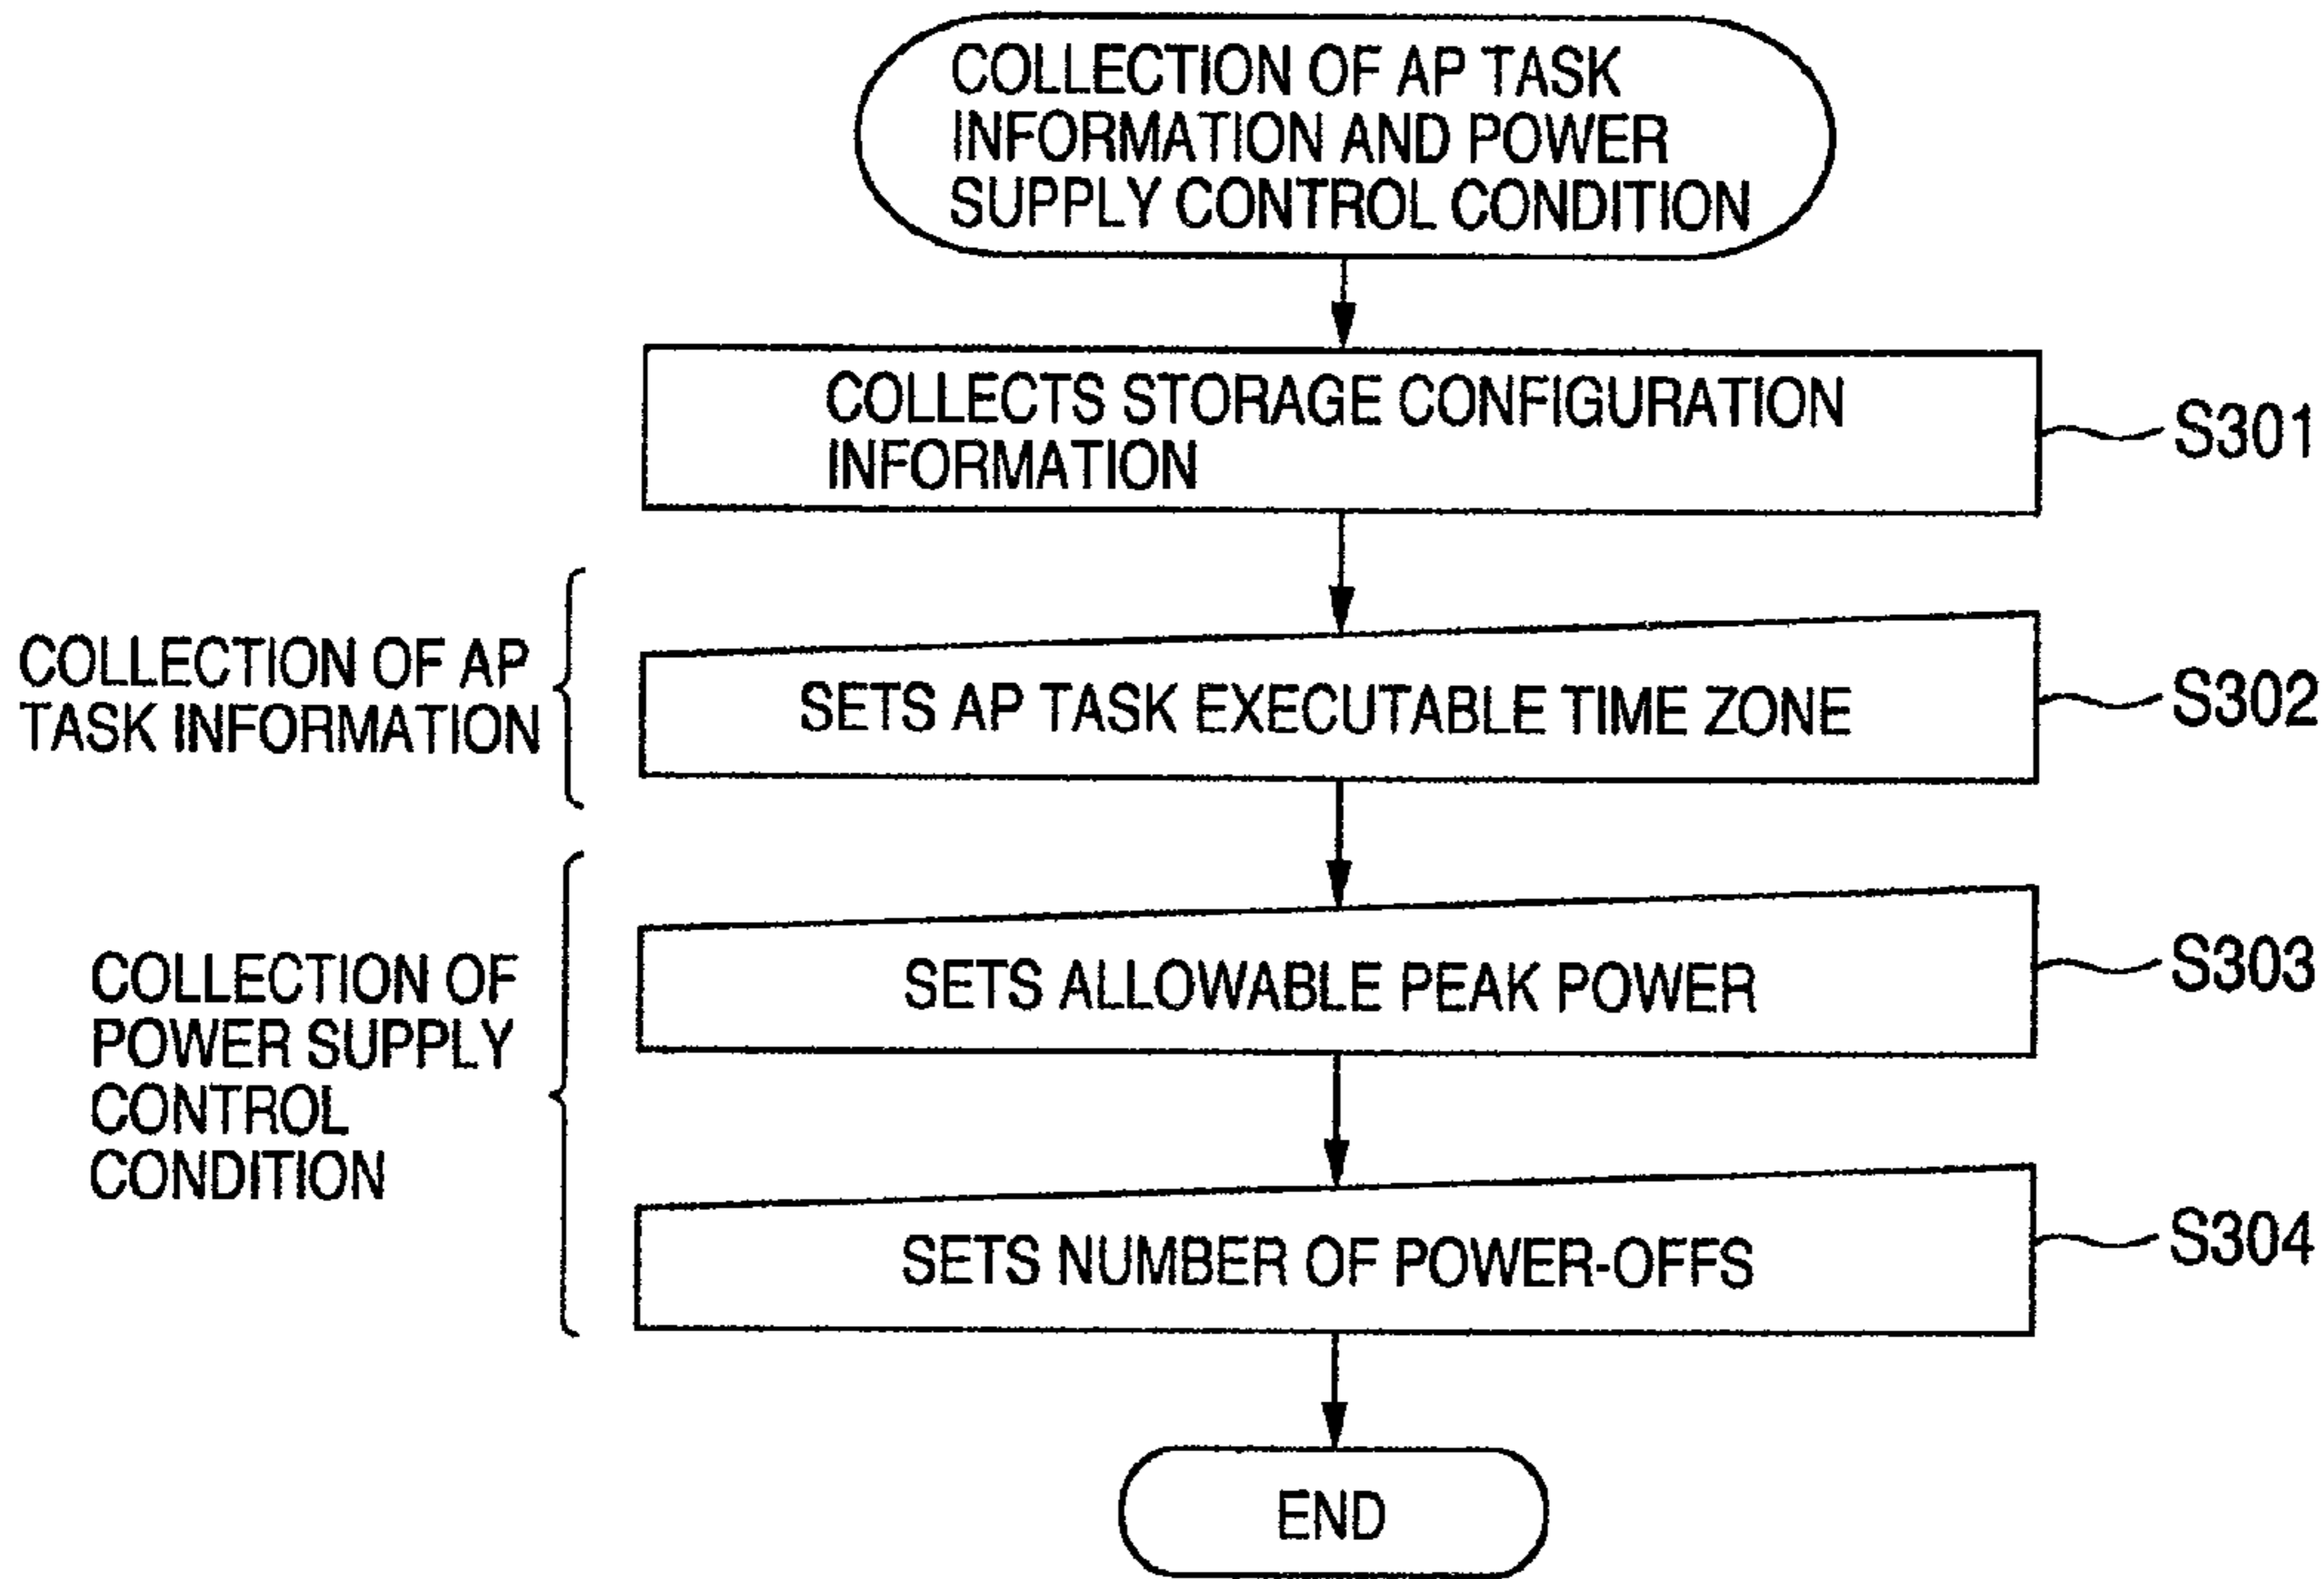 COLLECTION OF AP TASK
INFORMATION AND POWER
SUPPLY CONTROL CONDITION
COLLECTS STORAGE CONFIGURATION
INFORMATION
S301
COLLECTION OF AP
TASK INFORMATION
SETS AP TASK EXECUTABLE TIME ZONE
S302
COLLECTION OF
POWER SUPPLY
CONTROL
CONDITION
SETS ALLOWABLE PEAK POWER
S303
SETS NUMBER OF POWER-OFFS
S304
END